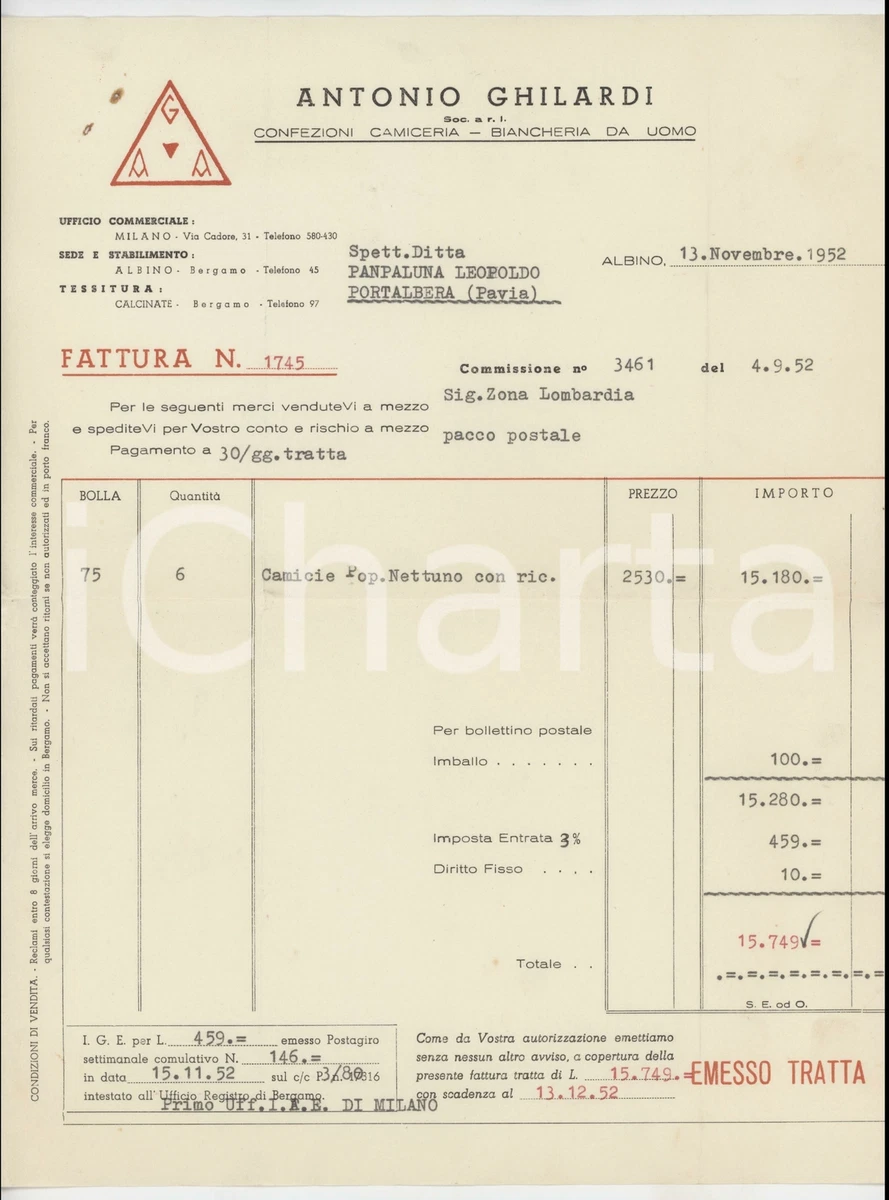 G
A A
ANTONIO GHILARDI
Soc. a r. l.
CONFEZIONI CAMICERIA — BIANCHERIA DA UOMO
UFFICIO COMMERCIALE :
MILANO - Via Cadore, 31 - Telefono 580-430
SEDE E STABILIMENTO :
ALBINO - Bergamo - Telefono 45
TESSITURA :
CALCINATE - Bergamo - Telefono 97
Spett.Ditta
PANPALUNA LEOPOLDO
PORTALBERA (Pavia)
ALBINO, 13.Novembre.1952
FATTURA N. 1745
Commissione nº 3461 del 4.9.52
Per le seguenti merci venduteVi a mezzo Sig.Zona Lombardia
e spediteVi per Vostro conto e rischio a mezzo pacco postale
Pagamento a 30/gg.tratta
BOLLA Quantità PREZZO IMPORTO
75 6 Camicie Pop.Nettuno con ric. 2530.= 15.180.=
iCharta
Per bollettino postale
Imballo . . . . . . . 100.=
15.280.=
Imposta Entrata 3% 459.=
Diritto Fisso . . . . 10.=
15.749.=
Totale . .
.=.=.=.=.=.=.=.=.=
S. E. od O.
I. G. E. per L. 459.= emesso Postagiro
settimanale comulativo N. 146.=
in data 15.11.52 sul c/c P. 3/80
intestato all'Ufficio Registro di Bergamo.
Primo Uff.I.G.E. DI MILANO
Come da Vostra autorizzazione emettiamo
senza nessun altro avviso, a copertura della
presente fattura tratta di L. 15.749.=
con scadenza al 13.12.52
EMESSO TRATTA
CONDIZIONI DI VENDITA. - Reclami entro 8 giorni dell'arrivo merce. - Sui ritardati pagamenti verrà conteggiato l'interesse commerciale. - Per
qualsiasi contestazione si elegge domicilio in Bergamo. - Non si accettano ritorni se non autorizzati ed in porto franco.